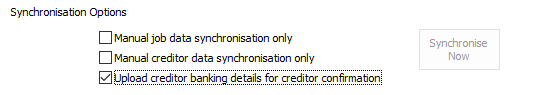 Synchronisation Options
Manual job data synchronisation only
Manual creditor data synchronisation only
Upload creditor banking details for creditor confirmation
Synchronise
Now